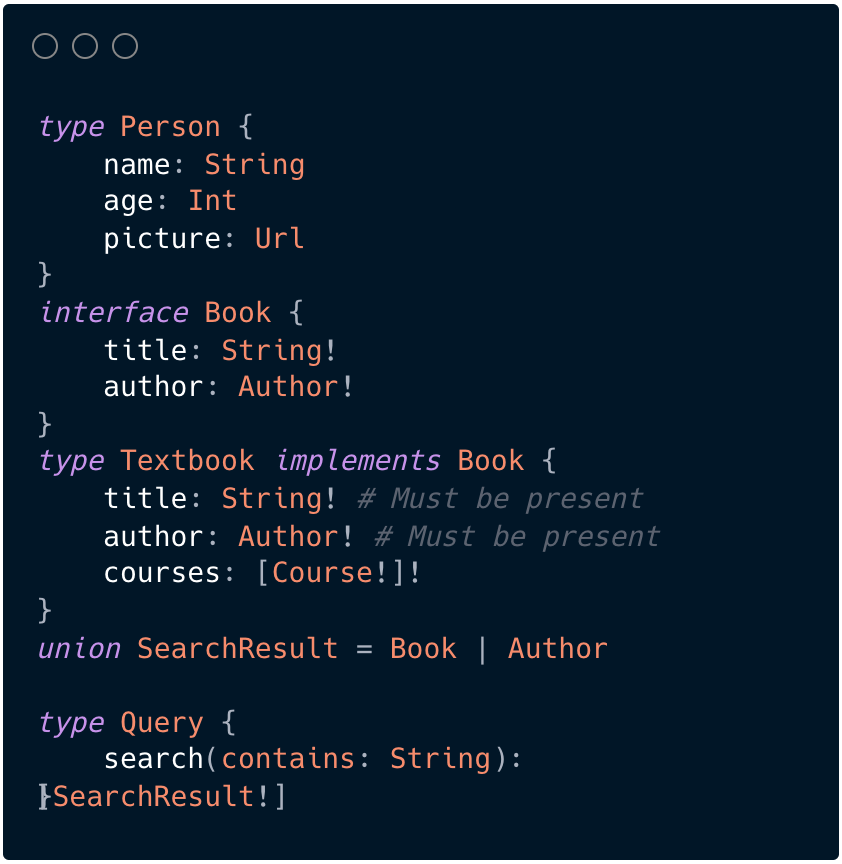 type Person {
    name: String
    age: Int
    picture: Url
}
interface Book {
    title: String!
    author: Author!
}
type Textbook implements Book {
    title: String! # Must be present
    author: Author! # Must be present
    courses: [Course!]!
}
union SearchResult = Book | Author
type Query {
    search(contains: String):
[SearchResult!]
}